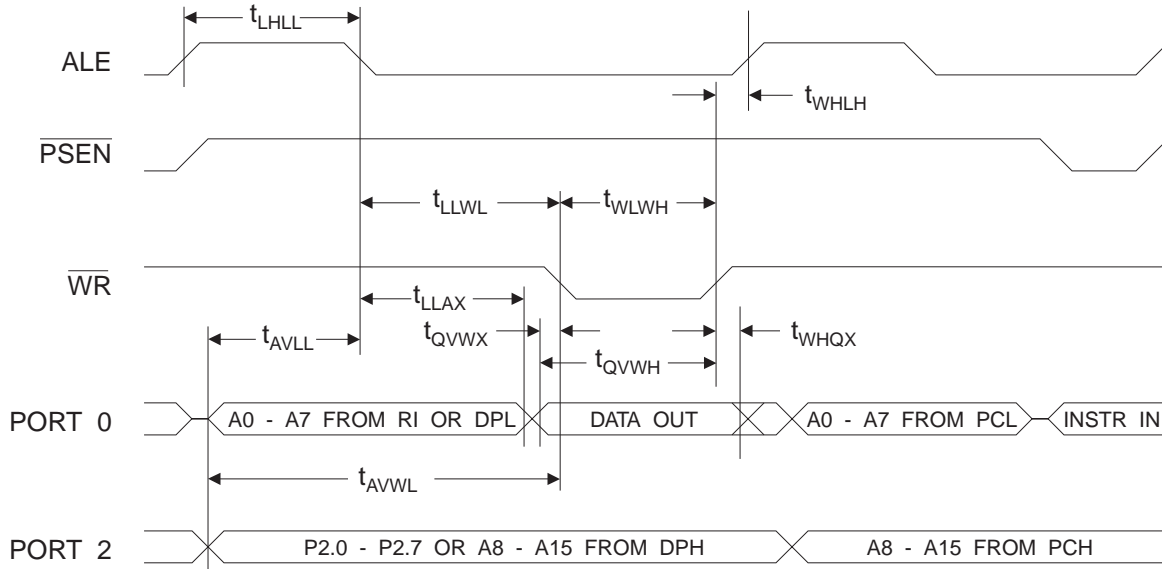 tLHLL
ALE
tWHLH
PSEN
tLLWL
tWLWH
WR
tLLAX
tAVLL
tQVWX
tWHQX
tQVWH
PORT 0
A0 - A7 FROM RI OR DPL
DATA OUT
A0 - A7 FROM PCL
INSTR IN
tAVWL
PORT 2
P2.0 - P2.7 OR A8 - A15 FROM DPH
A8 - A15 FROM PCH